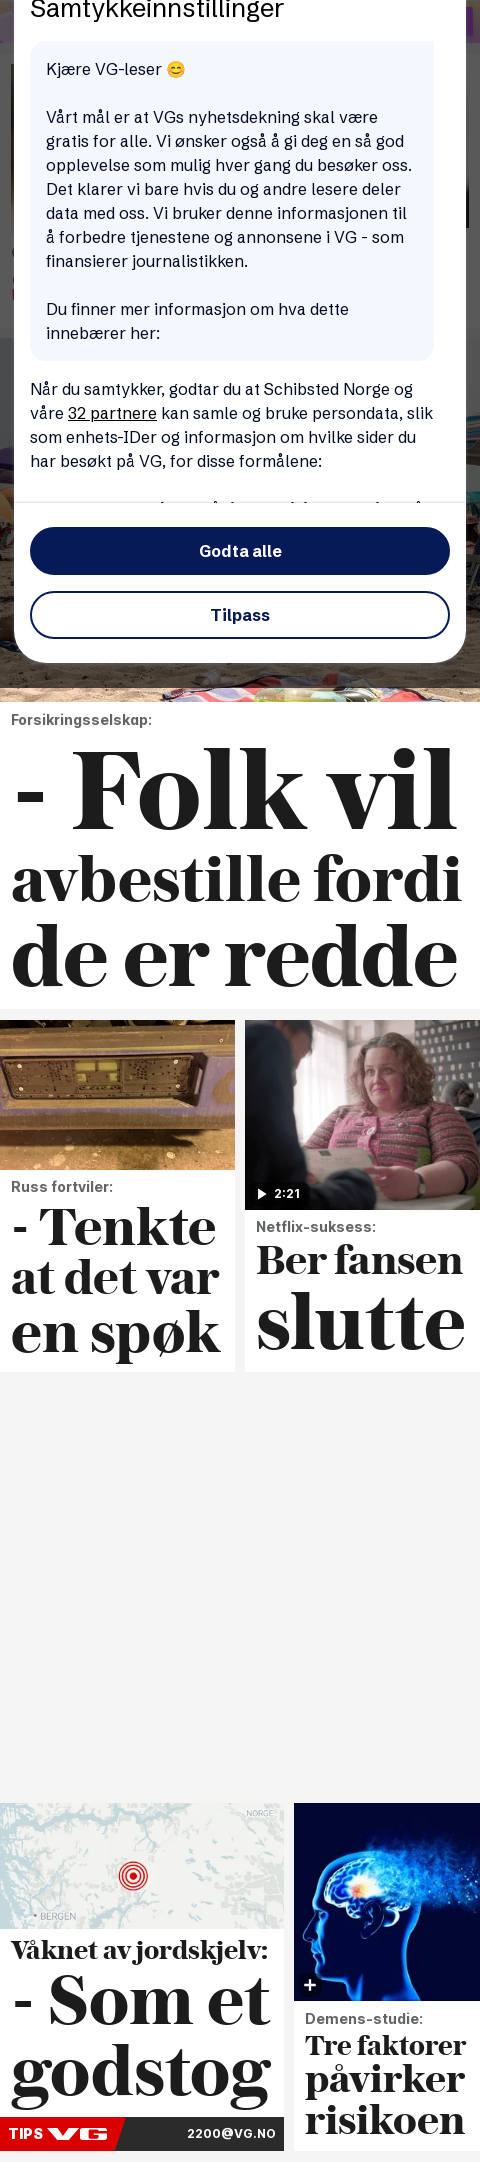 Samtykkeinnstillinger
Kjære VG-leser 😊
Vårt mål er at VGs nyhetsdekning skal være
gratis for alle. Vi ønsker også å gi deg en så god
opplevelse som mulig hver gang du besøker oss.
Det klarer vi bare hvis du og andre lesere deler
data med oss. Vi bruker denne informasjonen til
å forbedre tjenestene og annonsene i VG - som
finansierer journalistikken.
Du finner mer informasjon om hva dette
innebærer her:
Når du samtykker, godtar du at Schibsted Norge og
våre 32 partnere kan samle og bruke persondata, slik
som enhets-IDer og informasjon om hvilke sider du
har besøkt på VG, for disse formålene:
Godta alle
Tilpass
Forsikringsselskap:
- Folk vil
avbestille fordi
de er redde
2:21
Russ fortviler:
- Tenkte
at det var
en spøk
Netflix-suksess:
Ber fansen
slutte
NORGE
BERGEN
Våknet av jordskjelv:
- Som et
godstog
TIPS VG 2200@VG.NO
Demens-studie:
Tre faktorer
påvirker
risikoen